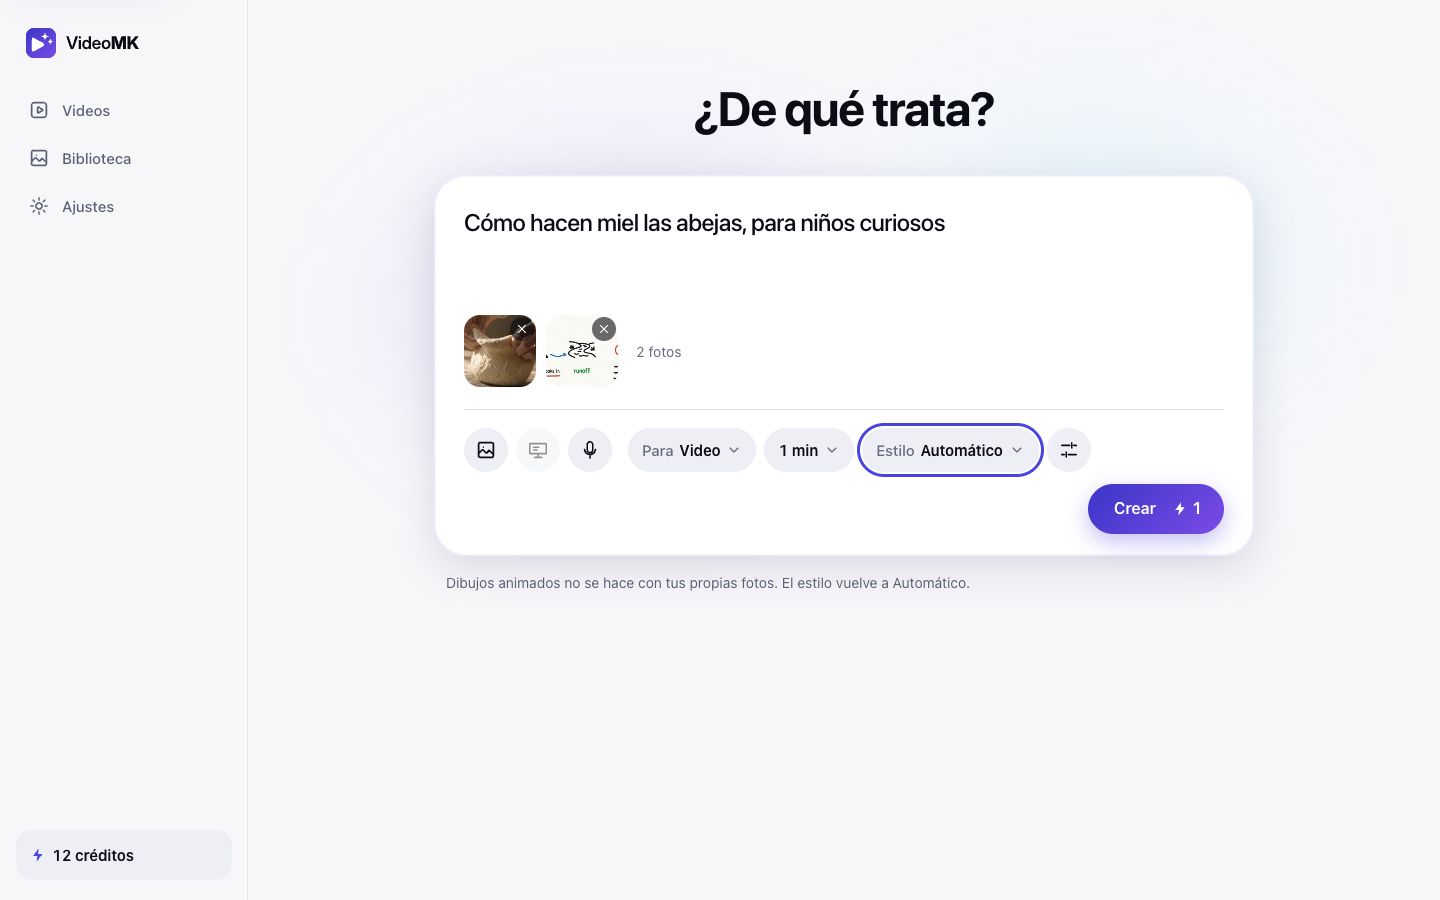 VideoMK
Videos
Biblioteca
Ajustes
12 créditos
¿De qué trata?
Cómo hacen miel las abejas, para niños curiosos
runoff
2 fotos
Para Video
1 min
Estilo Automático
Crear 1
Dibujos animados no se hace con tus propias fotos. El estilo vuelve a Automático.